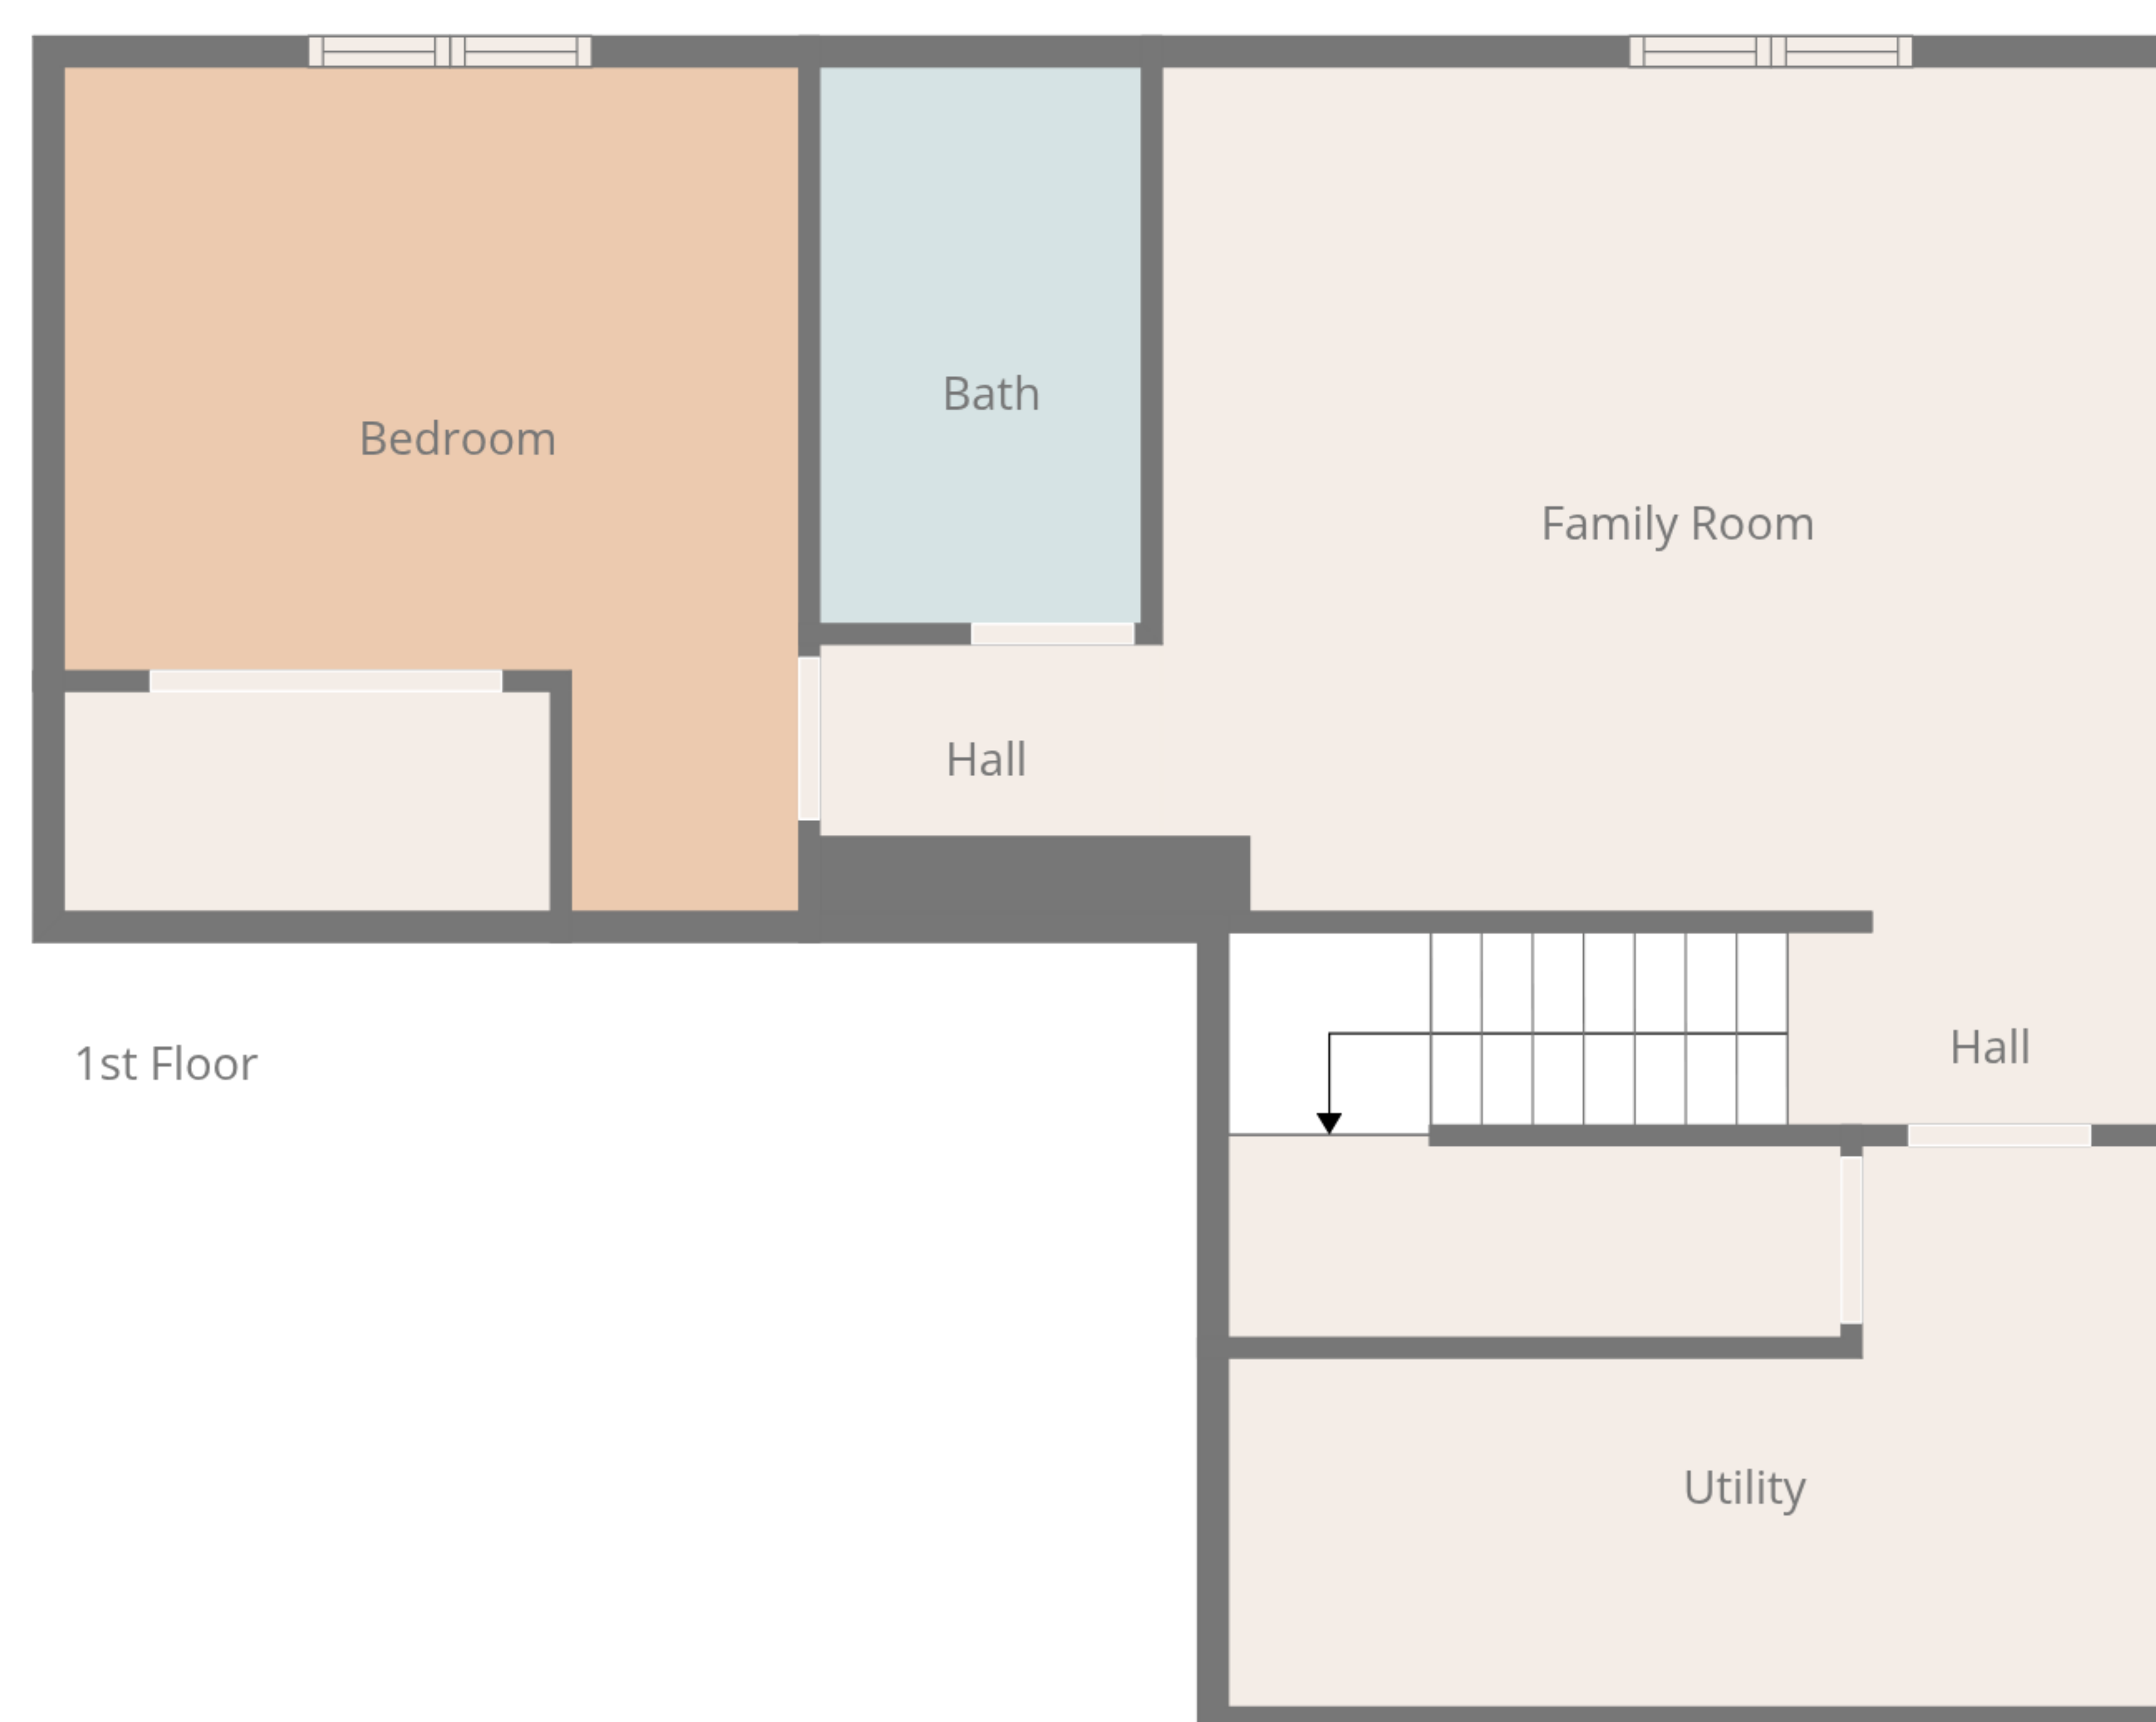 Bath
Bedroom
Family Room
Hall
Hall
1st Floor
Utility